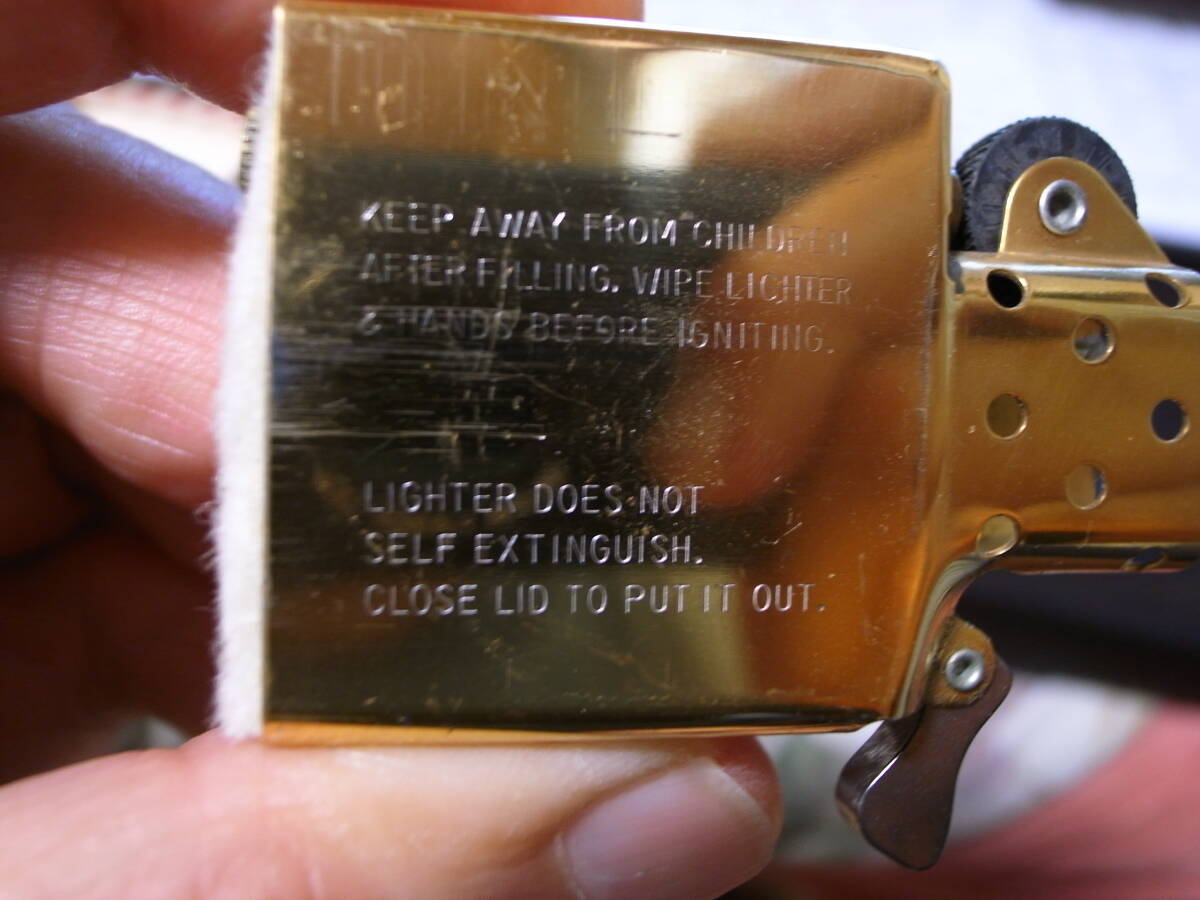 KEEP AWAY FROM CHILDREN
AFTER FILLING, WIPE LIGHTER
& HANDS BEFORE IGNITING.
LIGHTER DOES NOT
SELF EXTINGUISH.
CLOSE LID TO PUT IT OUT.